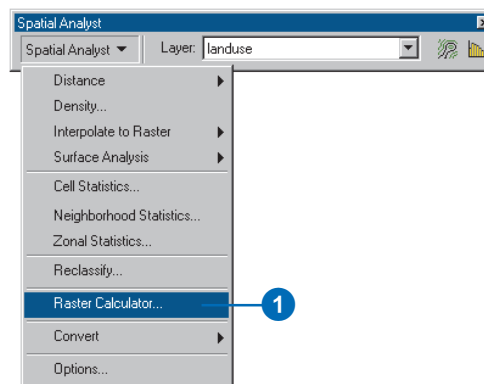 Spatial Analyst
Spatial Analyst Layer: landuse
Distance
Density...
Interpolate to Raster
Surface Analysis
Cell Statistics...
Neighborhood Statistics...
Zonal Statistics...
Reclassify...
Raster Calculator... 1
Convert
Options...